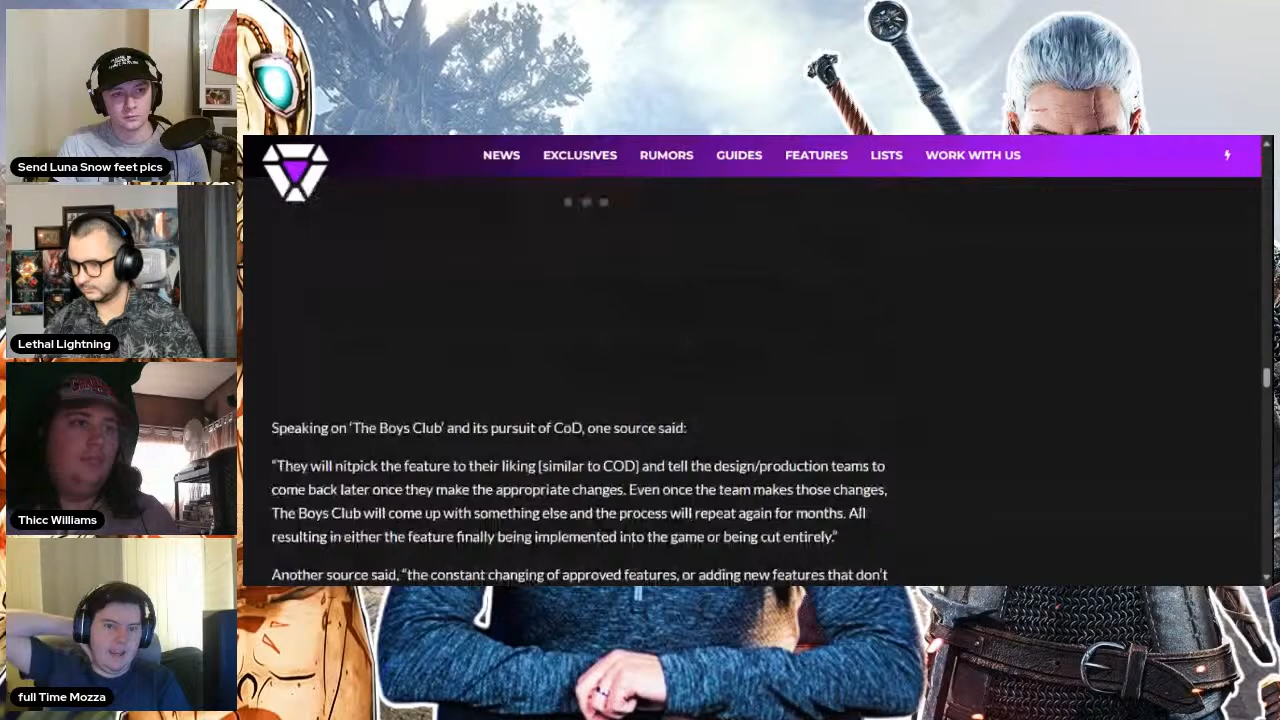 Send Luna Snow feet pics
Lethal Lightning
Thicc Williams
full Time Mozza
NEWS EXCLUSIVES RUMORS GUIDES FEATURES LISTS WORK WITH US
Speaking on ‘The Boys Club’ and its pursuit of CoD, one source said:
“They will nitpick the feature to their liking [similar to COD] and tell the design/production teams to
come back later once they make the appropriate changes. Even once the team makes those changes,
The Boys Club will come up with something else and the process will repeat again for months. All
resulting in either the feature finally being implemented into the game or being cut entirely.”
Another source said, “the constant changing of approved features, or adding new features that don’t